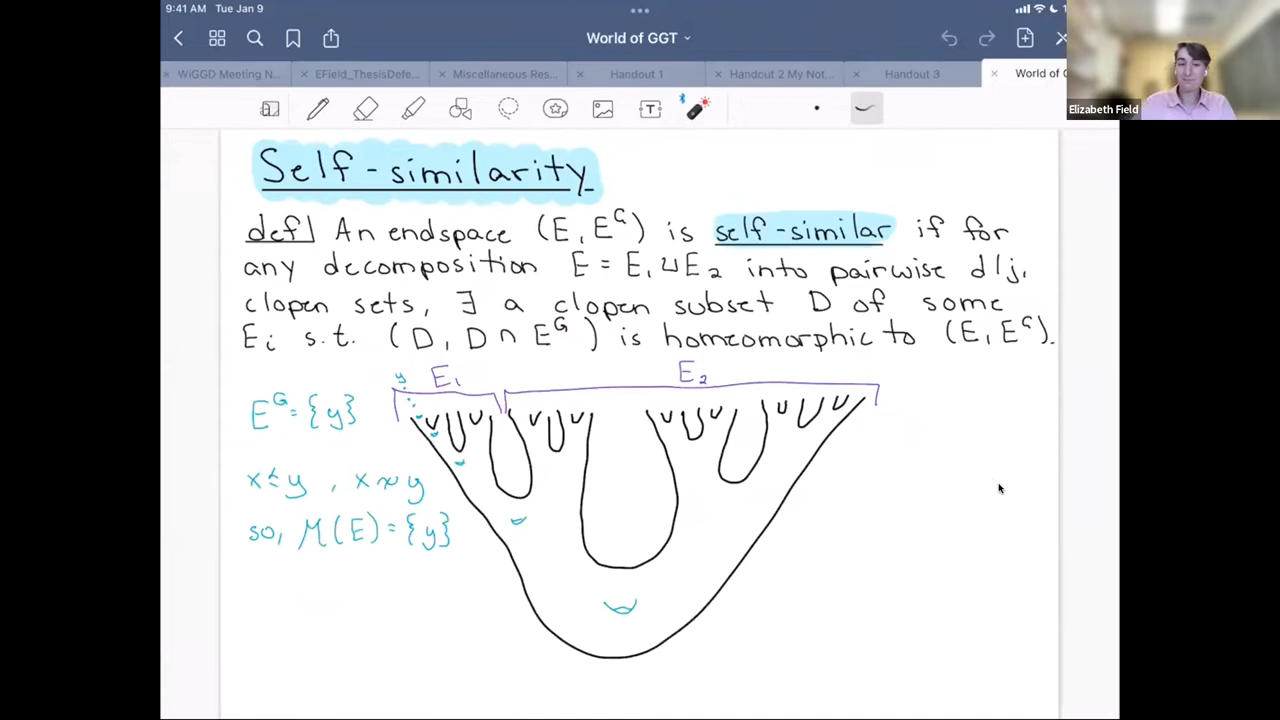 9:41 AM Tue Jan 9
World of GGT
WiGGD Meeting N...
EField_ThesisDefe...
Miscellaneous Res...
Handout 1
Handout 2 My Not...
Handout 3
World of G
Elizabeth Field
Self-similarity
def] An endspace (E, E^G) is self-similar if for
any decomposition E = E₁ ⊔ E₂ into pairwise d/j.
clopen sets, ∃ a clopen subset D of some
Eᵢ s.t. (D, D ∩ E^G) is homeomorphic to (E, E^G).
y
E₁
E₂
E^G = {y}
x ≤ y , x ≁ y
so, M(E) = {y}